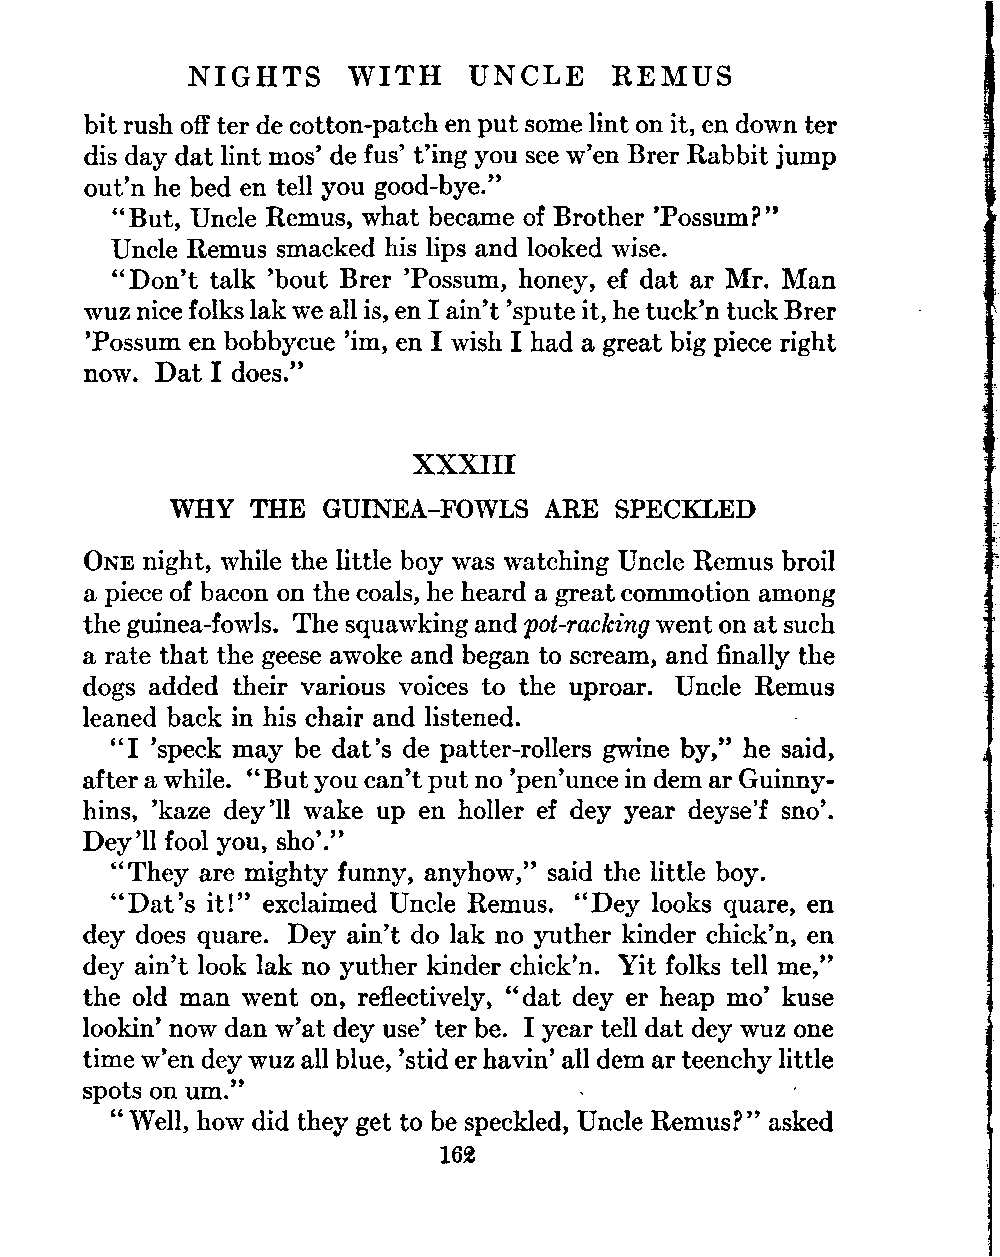 NIGHTS WITH UNCLE REMUS
bit rush off ter de cotton-patch en put some lint on it, en down ter
dis day dat lint mos' de fus' t'ing you see w'en Brer Rabbit jump
out'n he bed en tell you good-bye."
"But, Uncle Remus, what became of Brother 'Possum?"
Uncle Remus smacked his lips and looked wise.
"Don't talk 'bout Brer 'Possum, honey, ef dat ar Mr. Man
wuz nice folks lak we all is, en I ain't 'spute it, he tuck'n tuck Brer
'Possum en bobbycue 'im, en I wish I had a great big piece right
now. Dat I does."
XXXIII
WHY THE GUINEA-FOWLS ARE SPECKLED
ONE night, while the little boy was watching Uncle Remus broil
a piece of bacon on the coals, he heard a great commotion among
the guinea-fowls. The squawking and pot-racking went on at such
a rate that the geese awoke and began to scream, and finally the
dogs added their various voices to the uproar. Uncle Remus
leaned back in his chair and listened.
"I 'speck may be dat's de patter-rollers gwine by," he said,
after a while. "But you can't put no 'pen'unce in dem ar Guinny-
hins, 'kaze dey'll wake up en holler ef dey year deyse'f sno'.
Dey'll fool you, sho'."
"They are mighty funny, anyhow," said the little boy.
"Dat's it!" exclaimed Uncle Remus. "Dey looks quare, en
dey does quare. Dey ain't do lak no yuther kinder chick'n, en
dey ain't look lak no yuther kinder chick'n. Yit folks tell me,"
the old man went on, reflectively, "dat dey er heap mo' kuse
lookin' now dan w'at dey use' ter be. I year tell dat dey wuz one
time w'en dey wuz all blue, 'stid er havin' all dem ar teenchy little
spots on um."
"Well, how did they get to be speckled, Uncle Remus?" asked
162